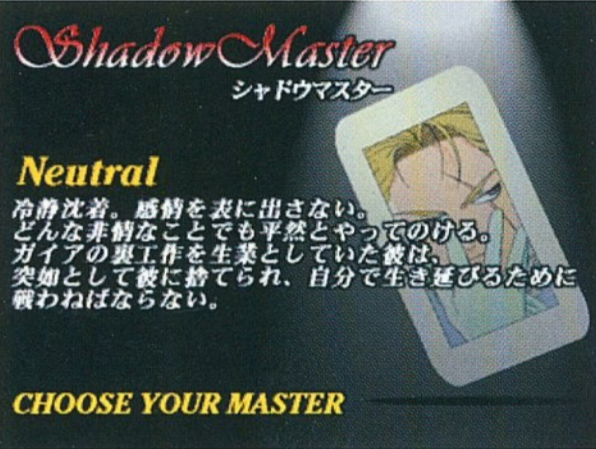 Shadow Master
シャドウマスター
Neutral
冷静沈着。感情を表に出さない。
どんな非情なことでも平然とやってのける。
ガイアの裏工作を生業としていた彼は、
突如として彼に捨てられ、自分で生き延びるために
戦わねばならない。
CHOOSE YOUR MASTER